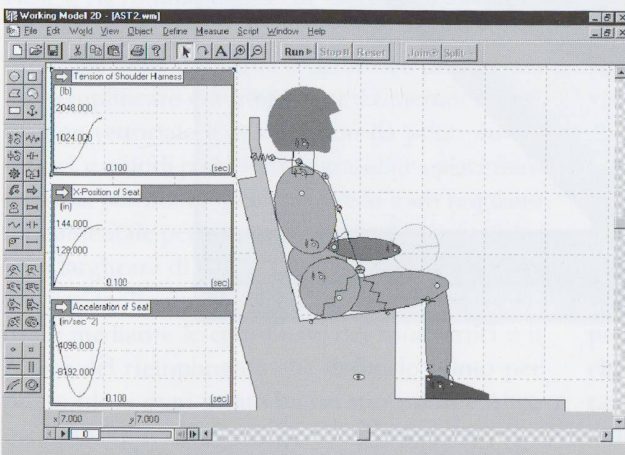 Working Model 2D - [AST2.wm]
File Edit World View Object Define Measure Script Window Help
Run Stop Reset Join Split
Tension of Shoulder Harness
(lb)
2048.000
1024.000
0.100 (sec)
X-Position of Seat
(in)
144.000
128.000
0.100 (sec)
Acceleration of Seat
(in/sec^2)
-4096.000
-8192.000
0.100 (sec)
x 7.000 y 7.000
0